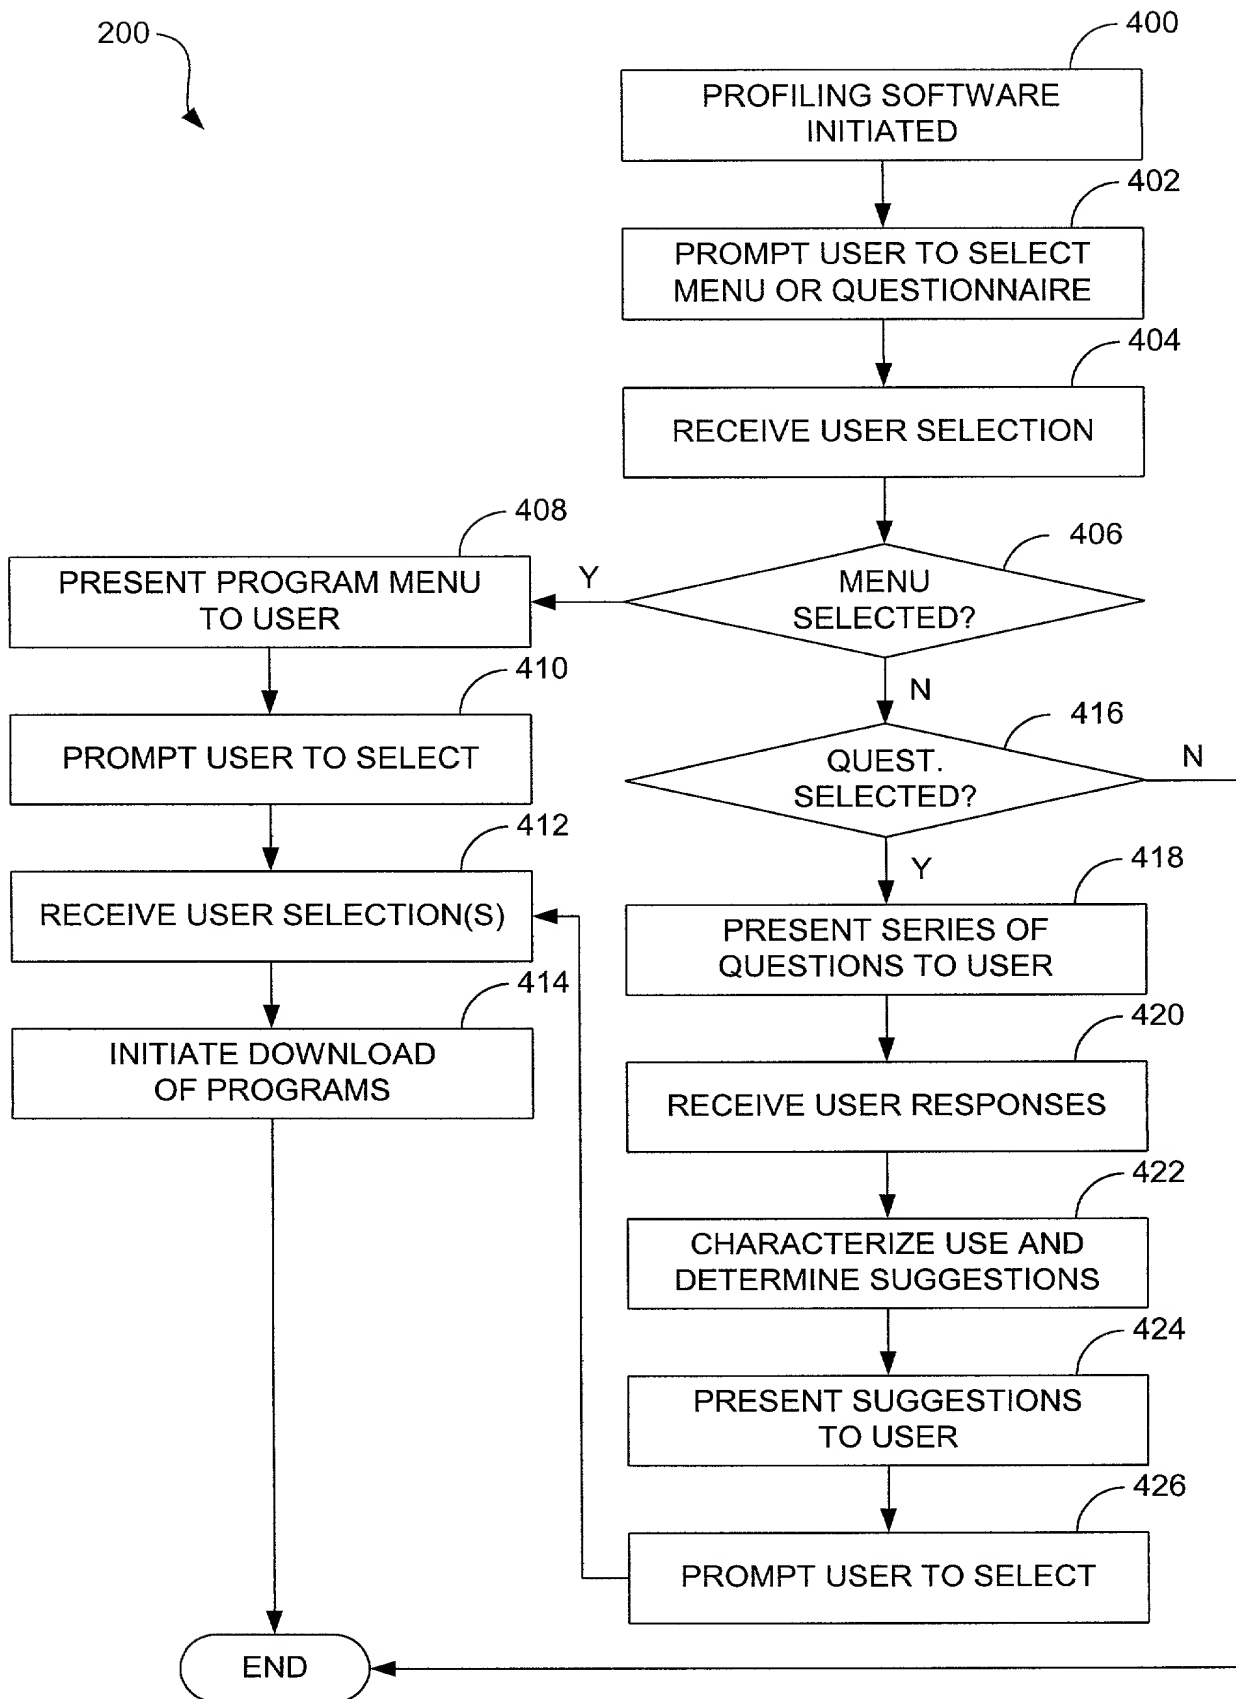 200
400
PROFILING SOFTWARE
INITIATED
402
PROMPT USER TO SELECT
MENU OR QUESTIONNAIRE
404
RECEIVE USER SELECTION
406
MENU
SELECTED?
Y
N
408
PRESENT PROGRAM MENU
TO USER
410
PROMPT USER TO SELECT
412
RECEIVE USER SELECTION(S)
414
INITIATE DOWNLOAD
OF PROGRAMS
416
QUEST.
SELECTED?
N
Y
418
PRESENT SERIES OF
QUESTIONS TO USER
420
RECEIVE USER RESPONSES
422
CHARACTERIZE USE AND
DETERMINE SUGGESTIONS
424
PRESENT SUGGESTIONS
TO USER
426
PROMPT USER TO SELECT
END